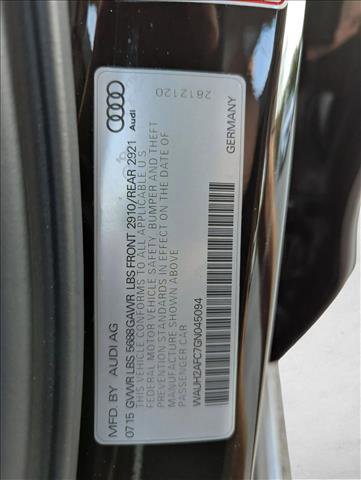 MFD. BY AUDI AG
07 15 GVWR LBS 5688 GAWR LBS FRONT 2910/REAR 2921
THIS VEHICLE CONFORMS TO ALL APPLICABLE U.S.
FEDERAL MOTOR VEHICLE SAFETY, BUMPER AND THEFT
PREVENTION STANDARDS IN EFFECT ON THE DATE OF
MANUFACTURE SHOWN ABOVE.
PASSENGER CAR
WAUH2AFC7GN045094
GERMANY
Audi
2812120